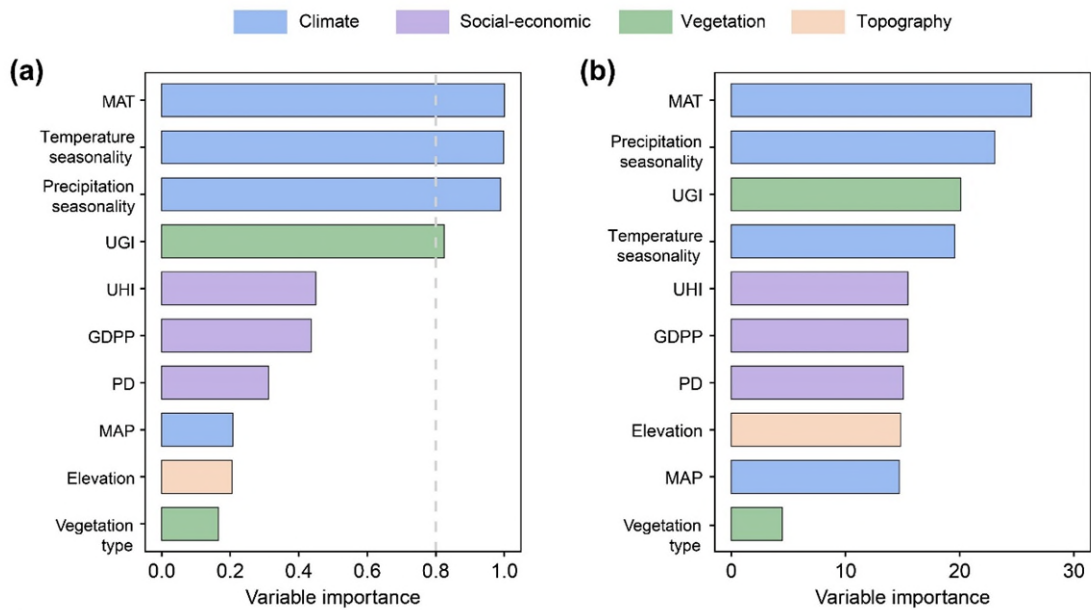 Climate
Social-economic
Vegetation
Topography
(a)
MAT
Temperature
seasonality
Precipitation
seasonality
UGI
UHI
GDPP
PD
MAP
Elevation
Vegetation
type
0.0 0.2 0.4 0.6 0.8 1.0
Variable importance
(b)
MAT
Precipitation
seasonality
UGI
Temperature
seasonality
UHI
GDPP
PD
Elevation
MAP
Vegetation
type
0 10 20 30
Variable importance